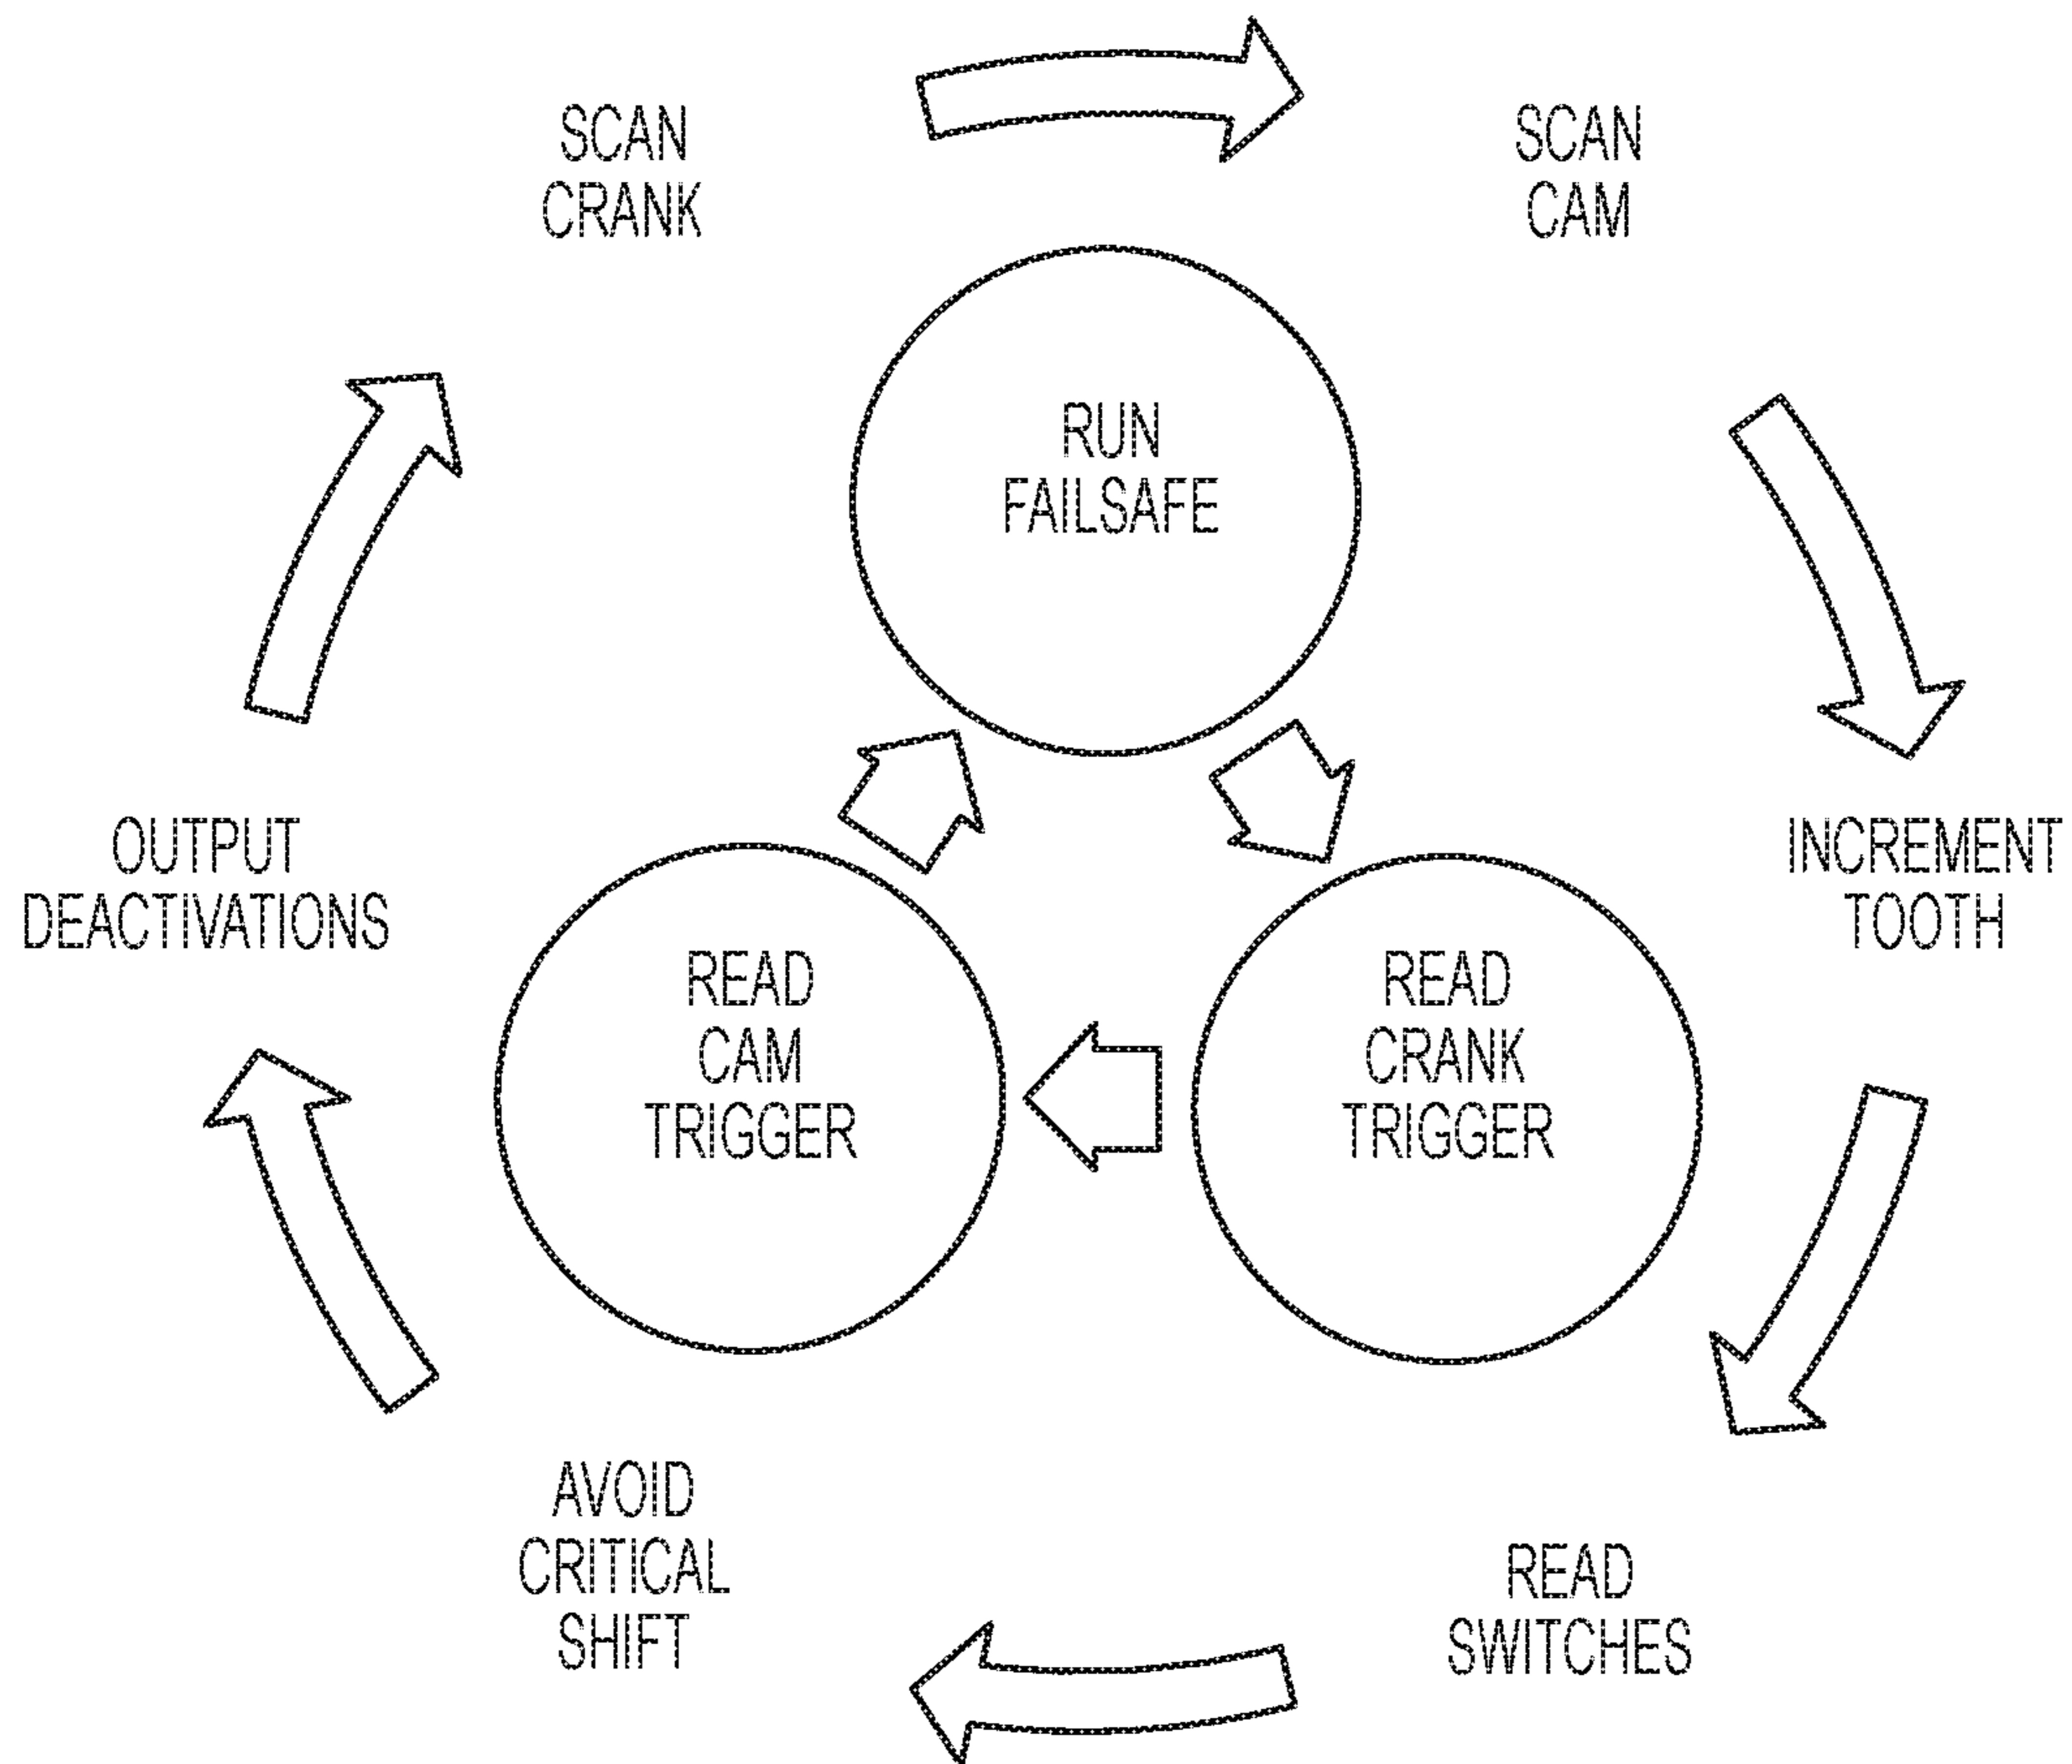 SCAN
CRANK
SCAN
CAM
RUN
FAILSAFE
OUTPUT
DEACTIVATIONS
INCREMENT
TOOTH
READ
CAM
TRIGGER
READ
CRANK
TRIGGER
AVOID
CRITICAL
SHIFT
READ
SWITCHES